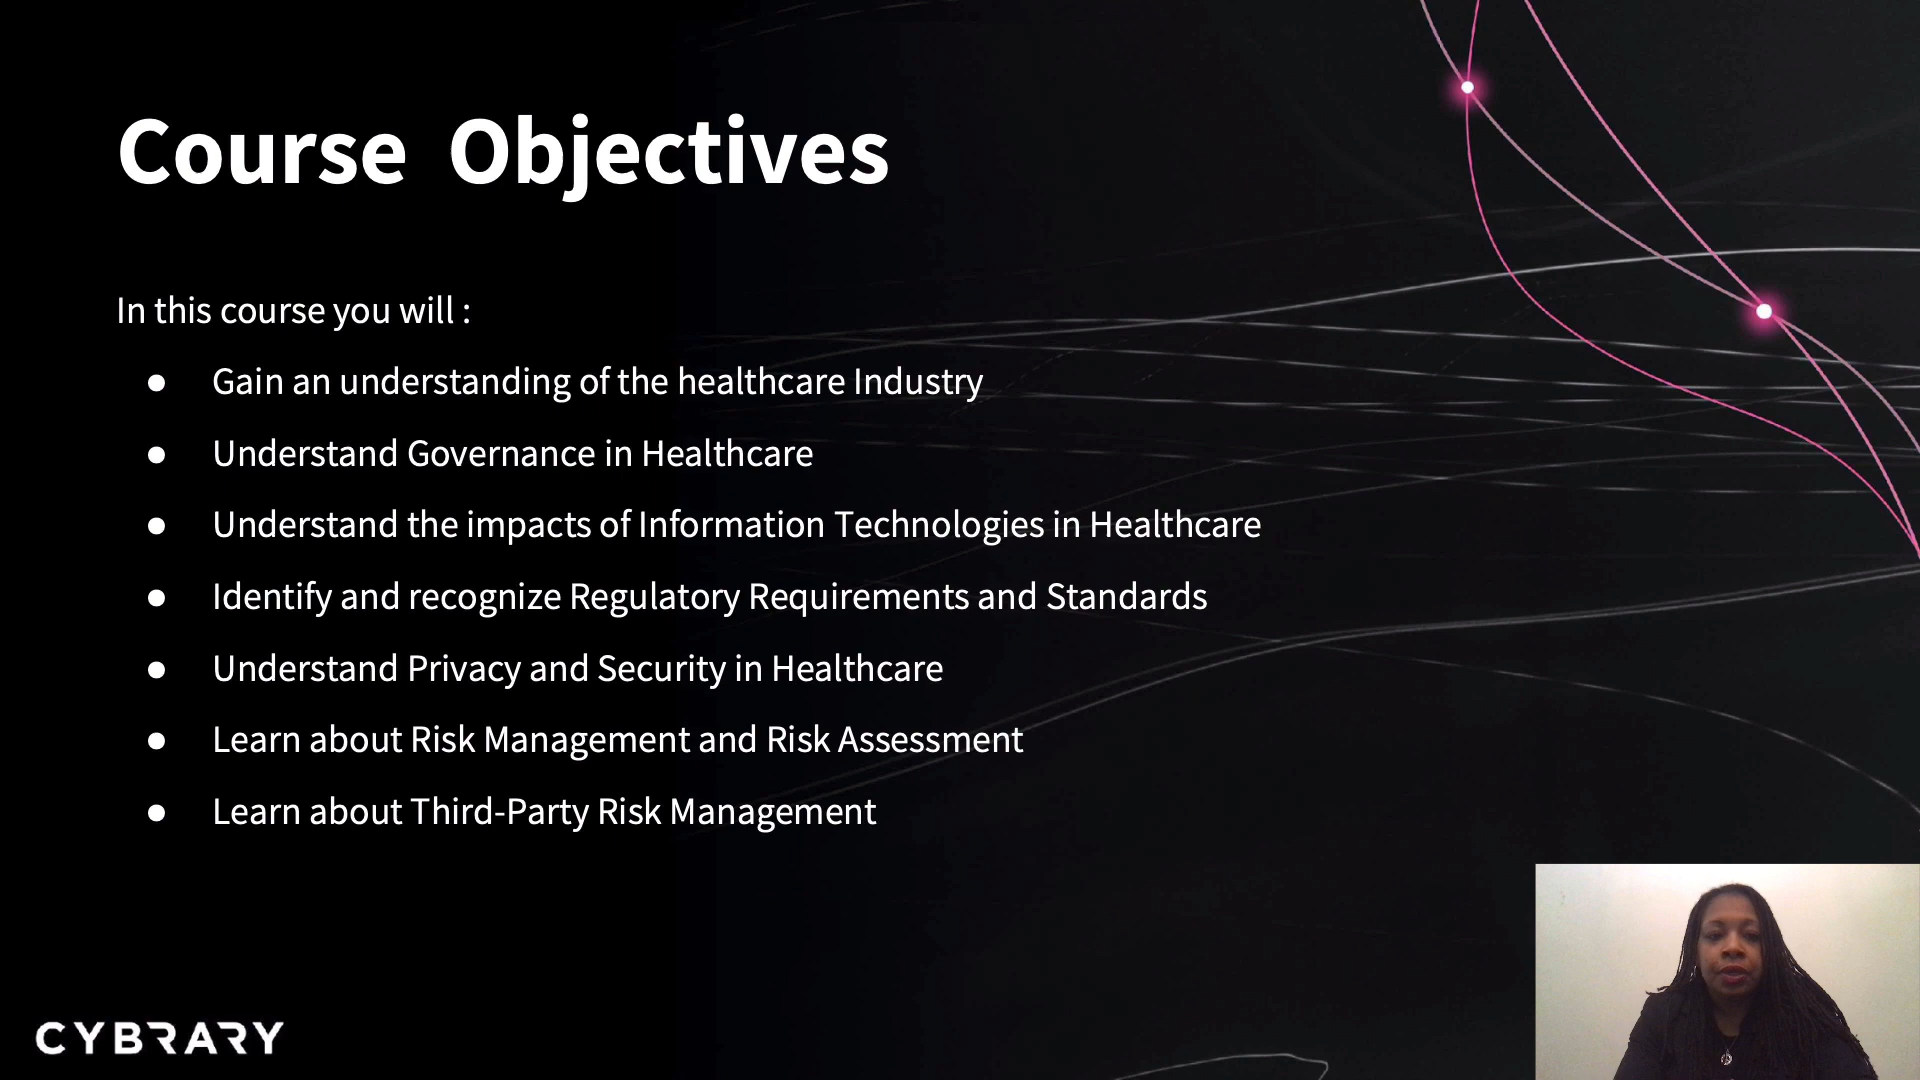 Course Objectives
In this course you will :
● Gain an understanding of the healthcare Industry
● Understand Governance in Healthcare
● Understand the impacts of Information Technologies in Healthcare
● Identify and recognize Regulatory Requirements and Standards
● Understand Privacy and Security in Healthcare
● Learn about Risk Management and Risk Assessment
● Learn about Third-Party Risk Management
CYBRARY